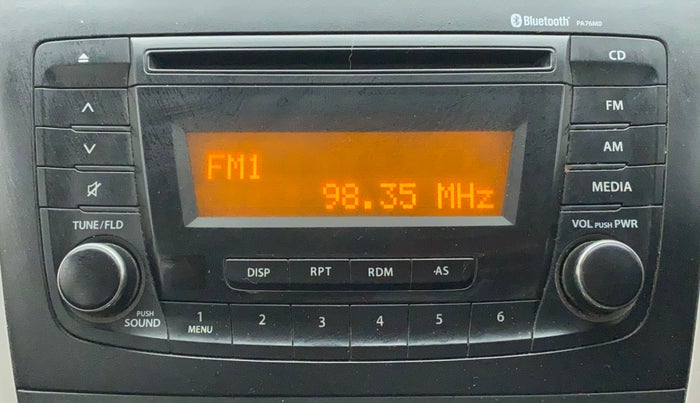 Bluetooth® PA76M0
CD
FM
AM
MEDIA
FM1
98.35 MHz
TUNE/FLD
VOL PUSH PWR
DISP RPT RDM AS
PUSH
SOUND
1 2 3 4 5 6
MENU